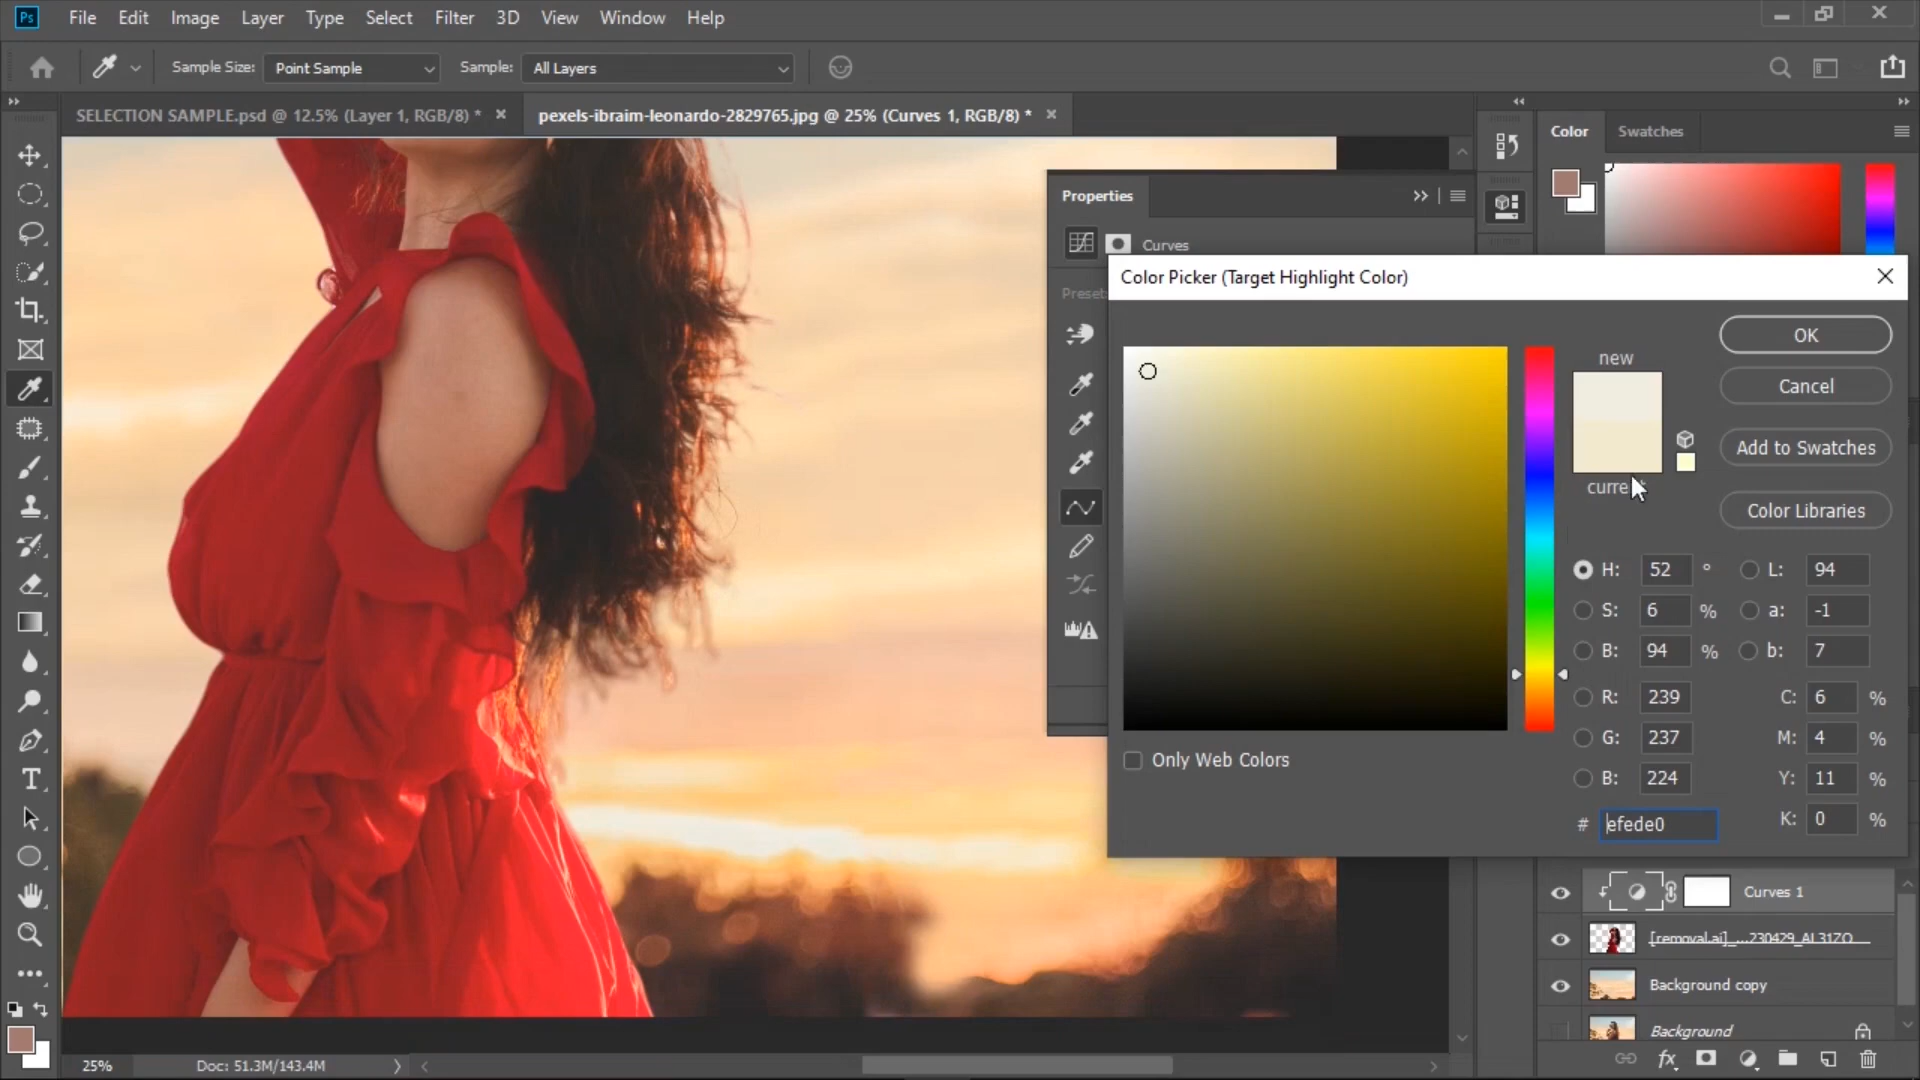 Ps File Edit Image Layer Type Select Filter 3D View Window Help
Sample Size: Point Sample Sample: All Layers
SELECTION SAMPLE.psd @ 12.5% (Layer 1, RGB/8) *
pexels-ibraim-leonardo-2829765.jpg @ 25% (Curves 1, RGB/8) *
Color Swatches
Properties
Curves
Color Picker (Target Highlight Color)
new
OK
Cancel
Add to Swatches
Color Libraries
H: 52 ° L: 94
S: 6 % a: -1
B: 94 % b: 7
R: 239 C: 6 %
G: 237 M: 4 %
B: 224 Y: 11 %
# efede0 K: 0 %
Only Web Colors
Curves 1
[removal.ai]_...230429_AL31ZO
Background copy
Background
25% Doc: 51.3M/143.4M